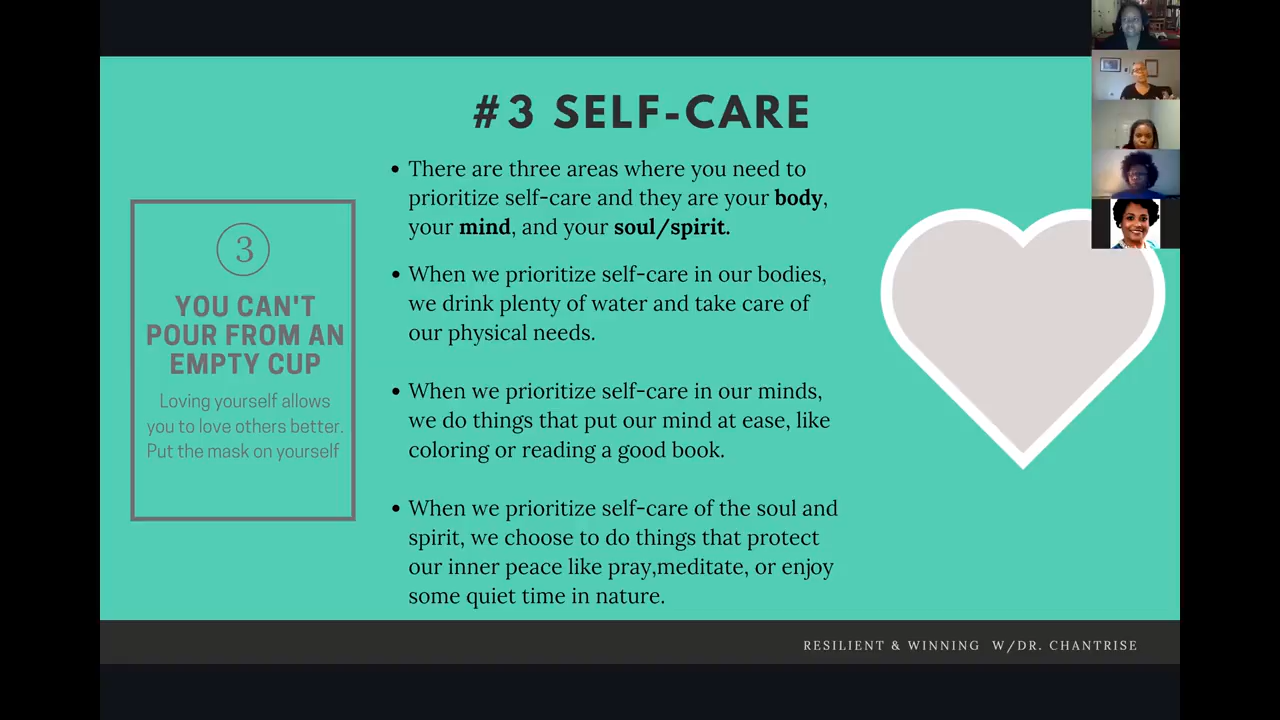 #3 SELF-CARE
• There are three areas where you need to
prioritize self-care and they are your body,
your mind, and your soul/spirit.
• When we prioritize self-care in our bodies,
we drink plenty of water and take care of
our physical needs.
• When we prioritize self-care in our minds,
we do things that put our mind at ease, like
coloring or reading a good book.
• When we prioritize self-care of the soul and
spirit, we choose to do things that protect
our inner peace like pray,meditate, or enjoy
some quiet time in nature.
3
YOU CAN'T
POUR FROM AN
EMPTY CUP
Loving yourself allows
you to love others better.
Put the mask on yourself
RESILIENT & WINNING W/DR. CHANTRISE